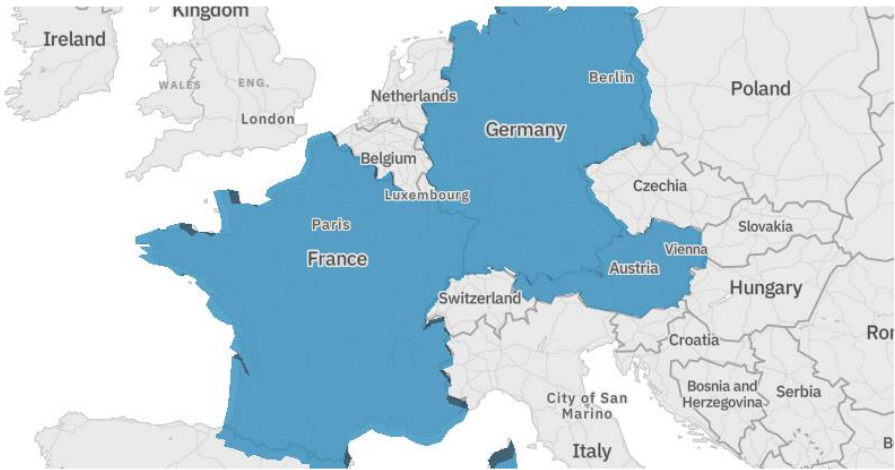 Kingdom
Ireland
WALES
ENG.
London
Netherlands
Berlin
Poland
Germany
Belgium
Luxembourg
Czechia
Paris
France
Slovakia
Vienna
Austria
Switzerland
Hungary
Croatia
Bosnia and
Herzegovina
Serbia
City of San
Marino
Italy